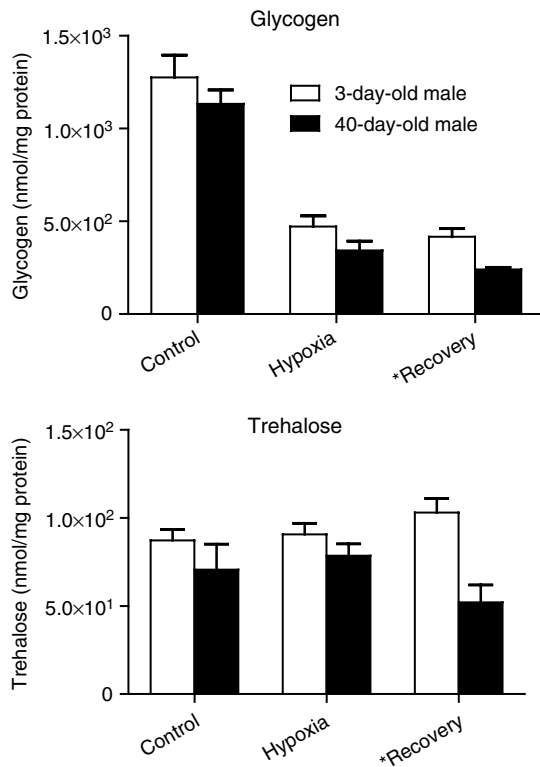 Glycogen
Glycogen (nmol/mg protein)
1.5×10³
1.0×10³
5.0×10²
0
3-day-old male
40-day-old male
Control
Hypoxia
*Recovery
Trehalose
Trehalose (nmol/mg protein)
1.5×10²
1.0×10²
5.0×10¹
0
Control
Hypoxia
*Recovery